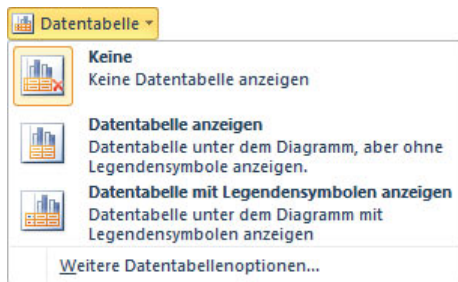 Datentabelle
Keine
Keine Datentabelle anzeigen
Datentabelle anzeigen
Datentabelle unter dem Diagramm, aber ohne
Legendensymbole anzeigen.
Datentabelle mit Legendensymbolen anzeigen
Datentabelle unter dem Diagramm mit
Legendensymbolen anzeigen
Weitere Datentabellenoptionen...